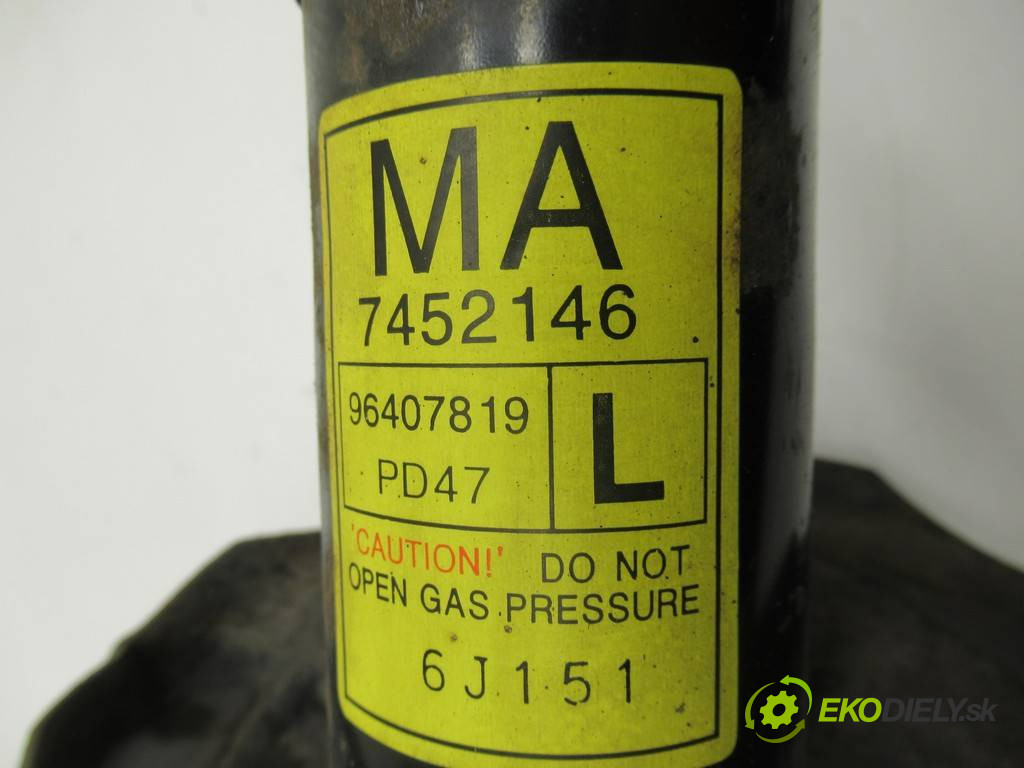 MA
7452146
96407819
L
PD47
'CAUTION!' DO NOT
OPEN GAS PRESSURE
6J151
EKODIELY.sk